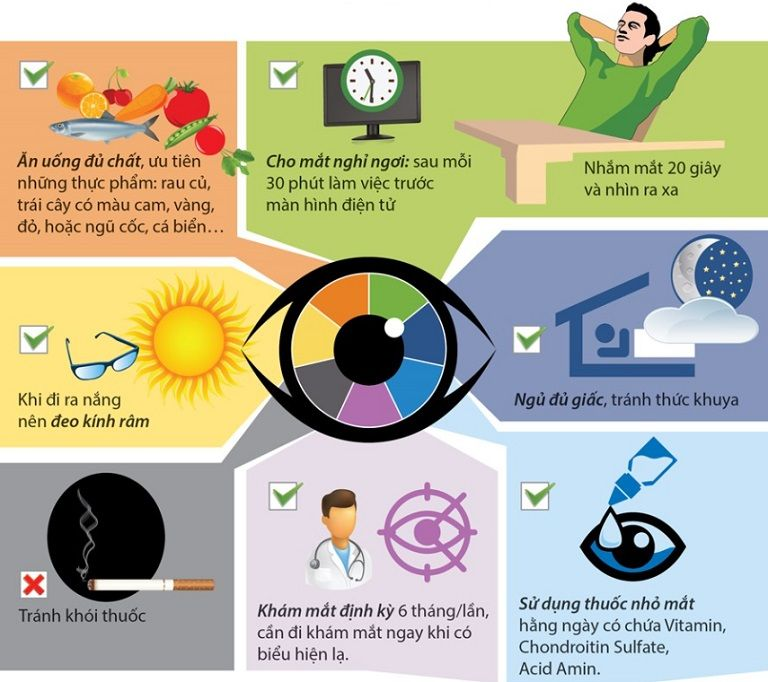 Ăn uống đủ chất, ưu tiên
những thực phẩm: rau củ,
trái cây có màu cam, vàng,
đỏ, hoặc ngũ cốc, cá biển…
Cho mắt nghỉ ngơi: sau mỗi
30 phút làm việc trước
màn hình điện tử
Nhắm mắt 20 giây
và nhìn ra xa
Khi đi ra nắng
nên đeo kính râm
Ngủ đủ giấc, tránh thức khuya
Tránh khói thuốc
Khám mắt định kỳ 6 tháng/lần,
cần đi khám mắt ngay khi có
biểu hiện lạ.
Sử dụng thuốc nhỏ mắt
hằng ngày có chứa Vitamin,
Chondroitin Sulfate,
Acid Amin.